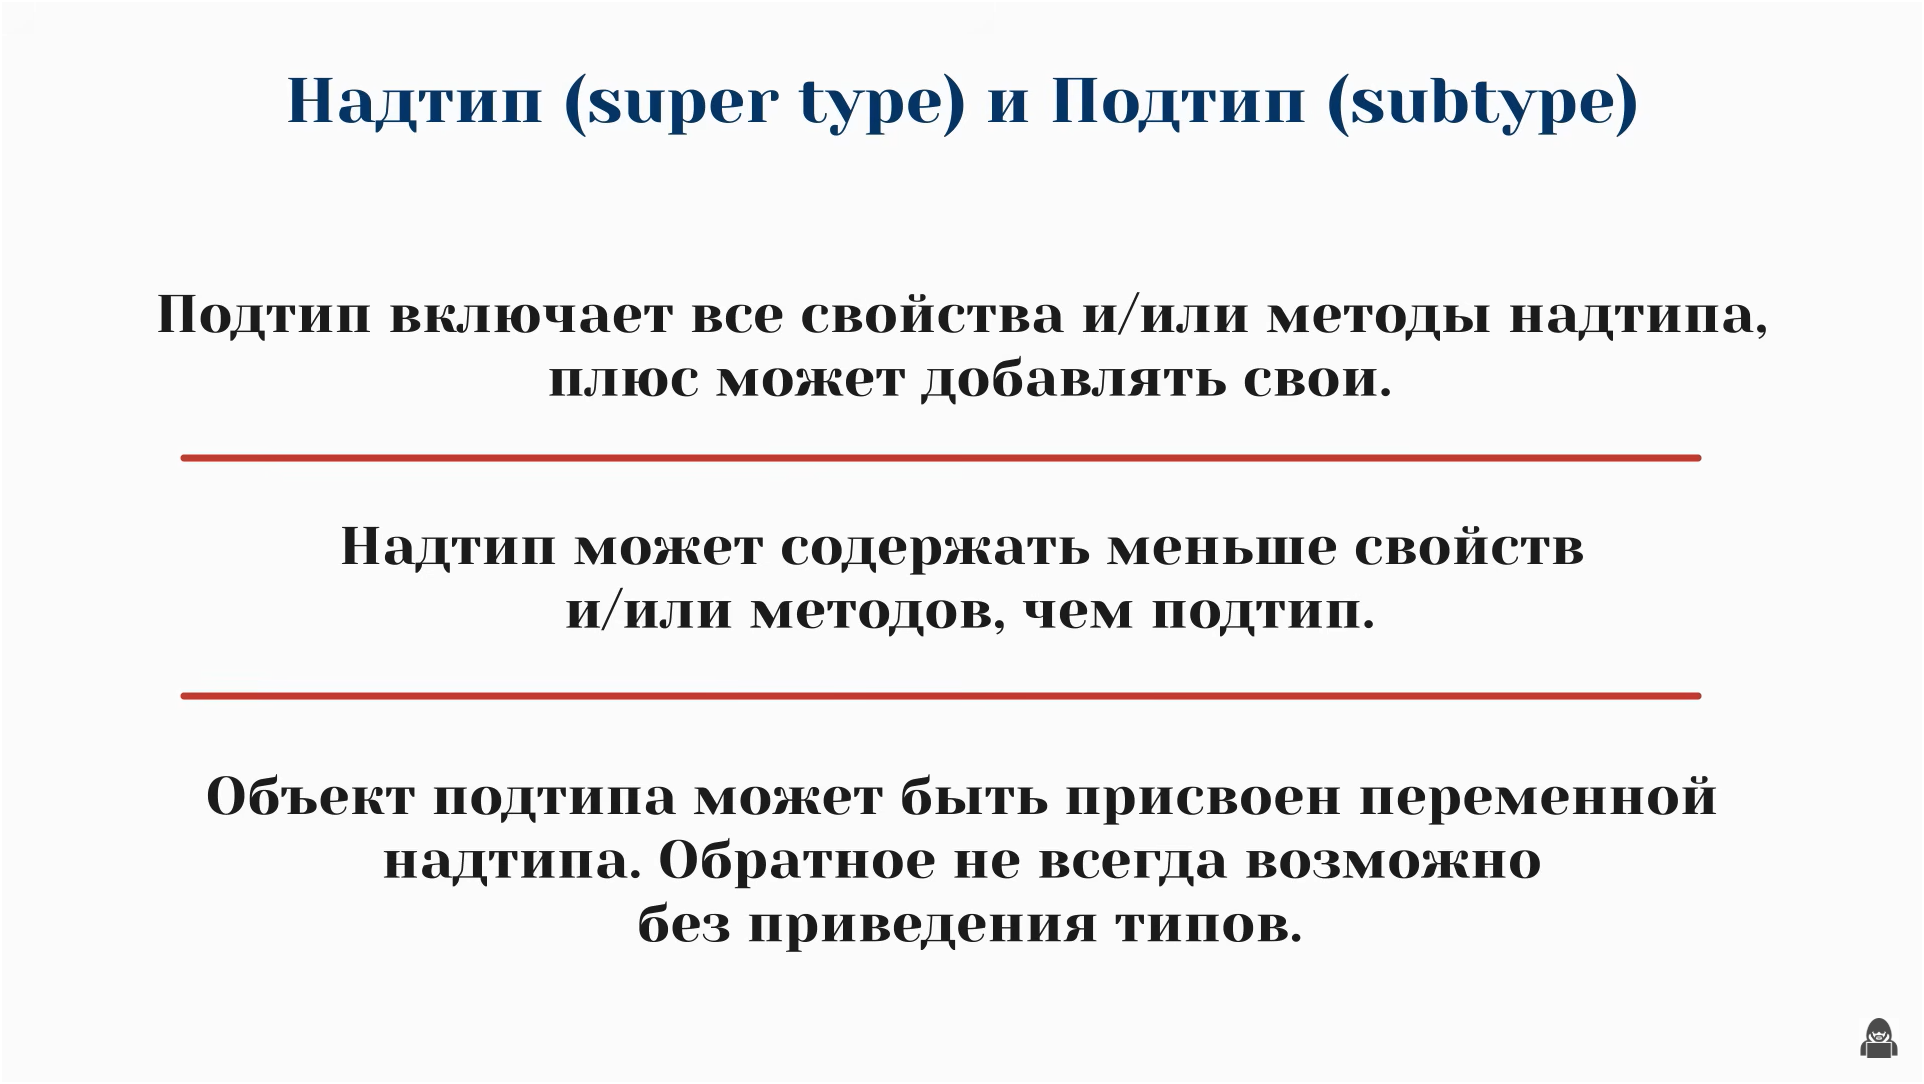 Надтип (super type) и Подтип (subtype)
Подтип включает все свойства и/или методы надтипа,
плюс может добавлять свои.
Надтип может содержать меньше свойств
и/или методов, чем подтип.
Объект подтипа может быть присвоен переменной
надтипа. Обратное не всегда возможно
без приведения типов.